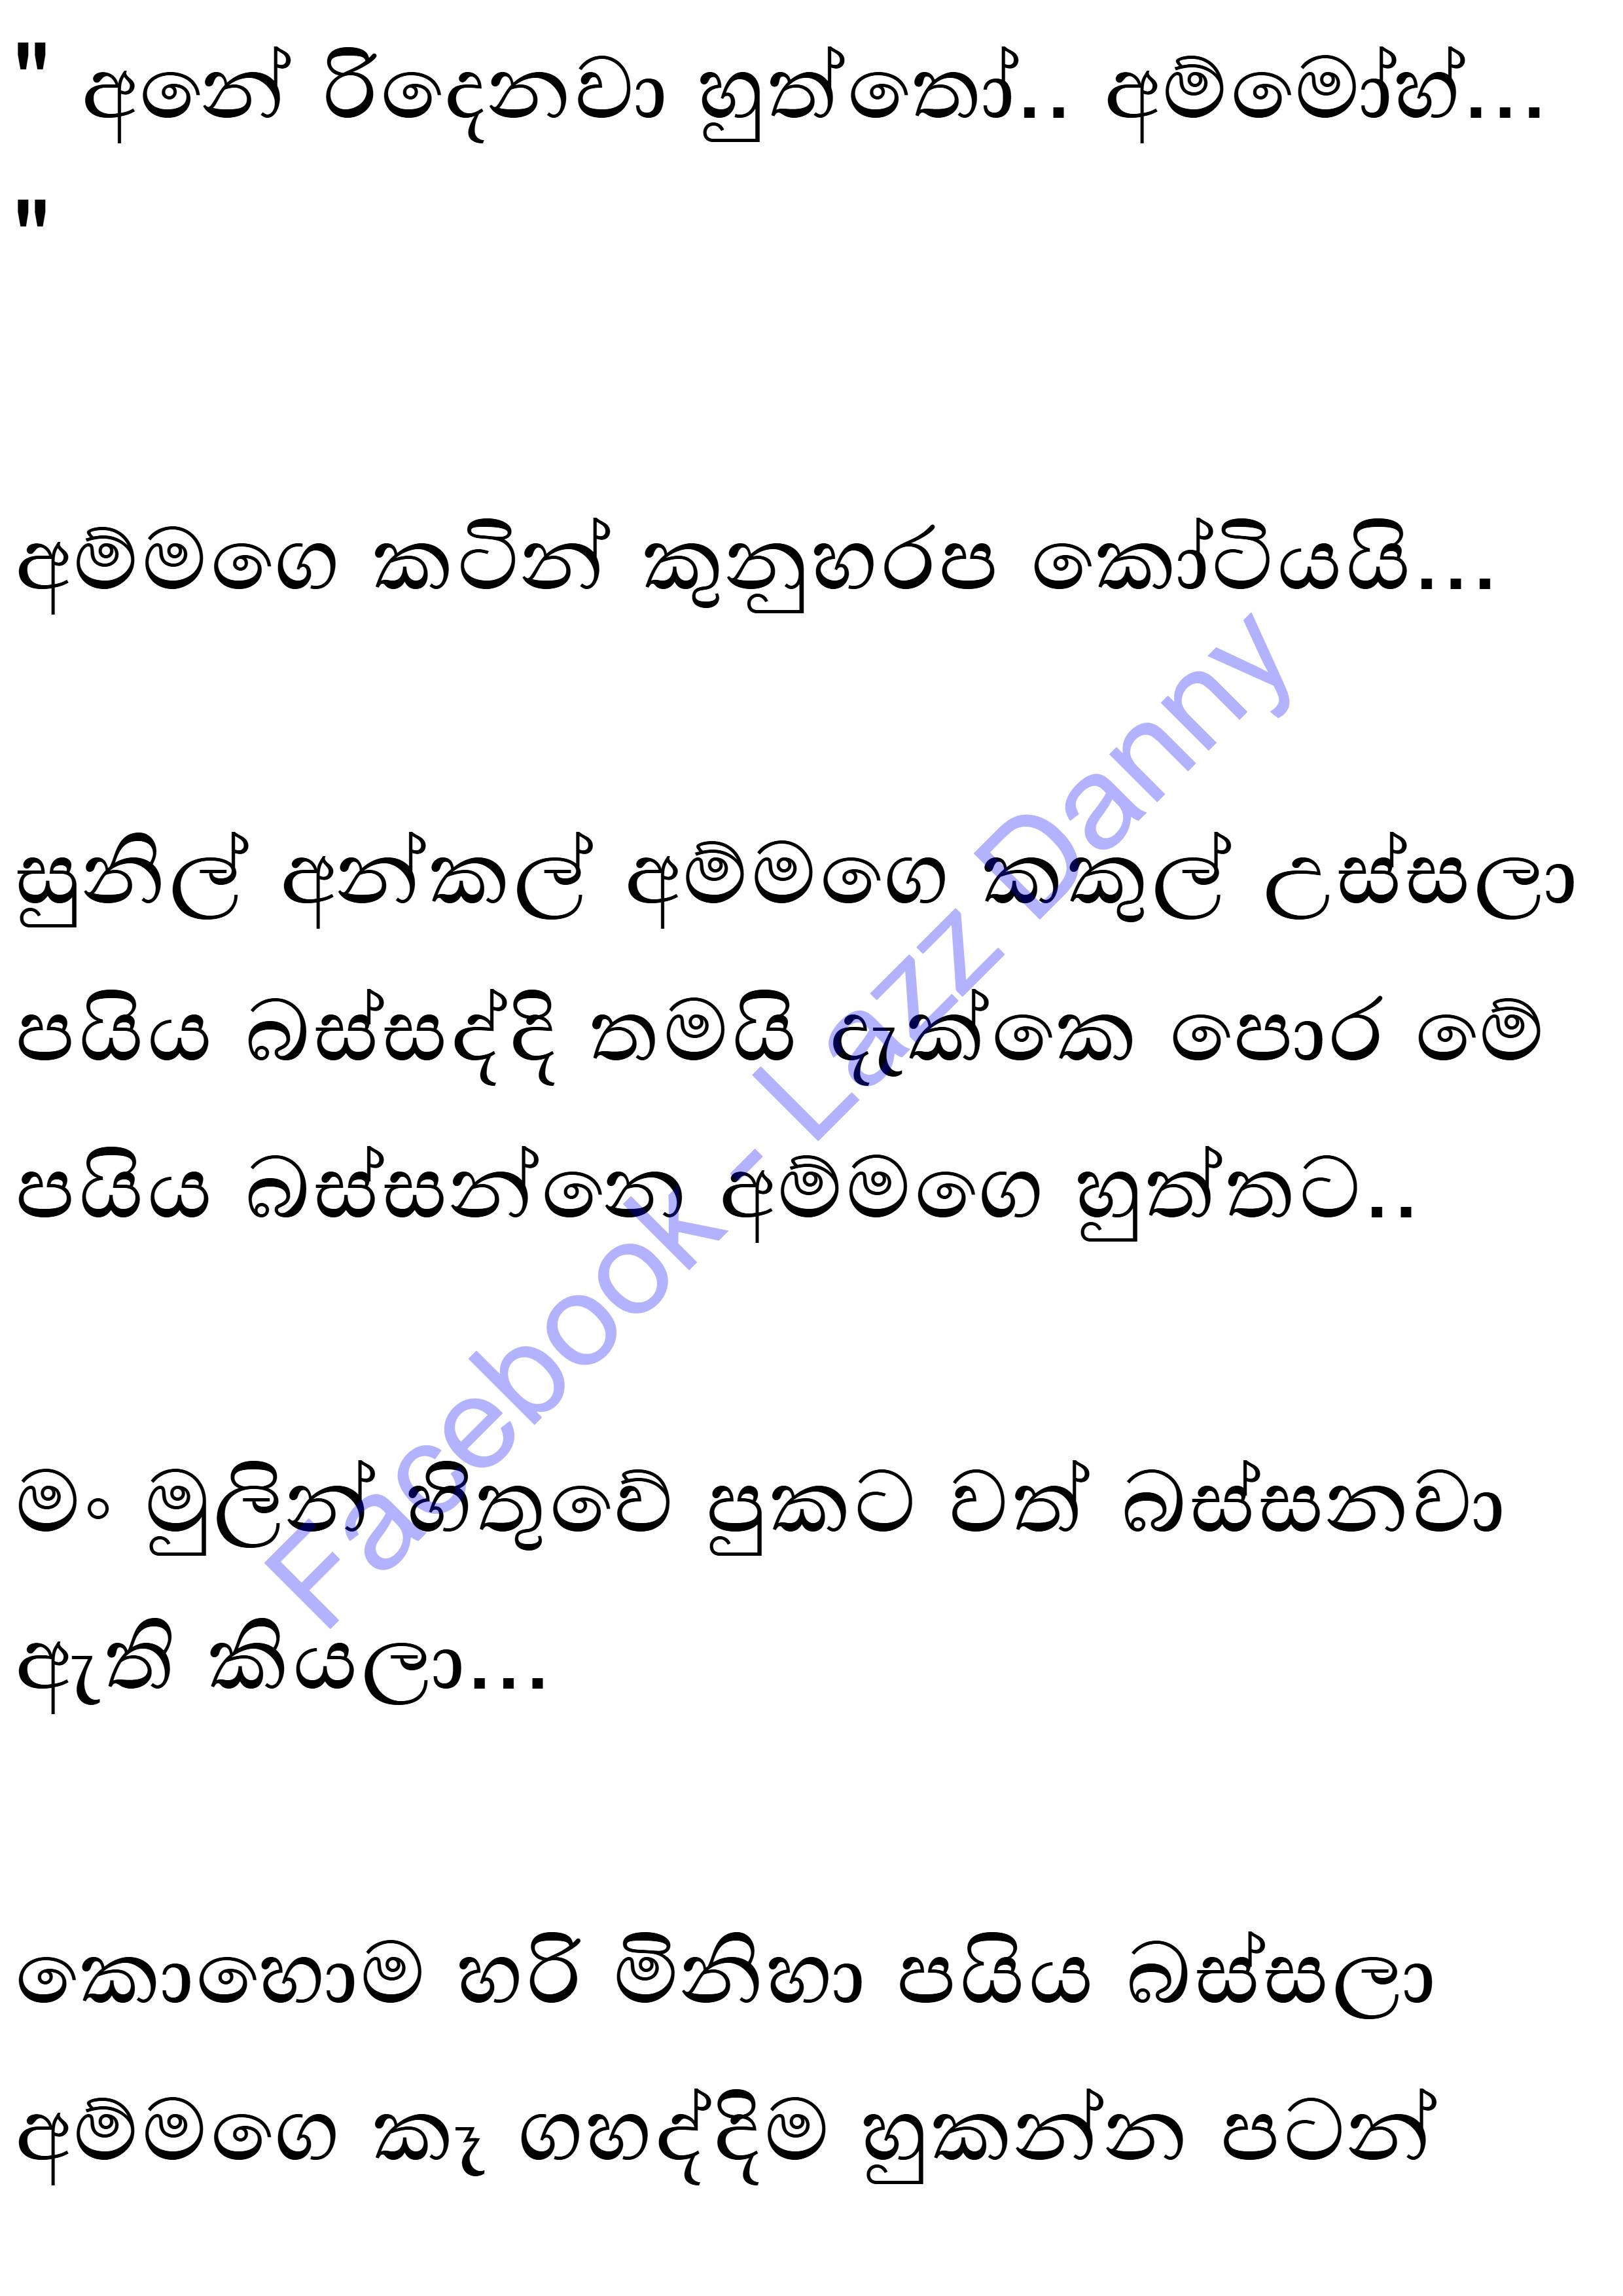 " අනේ රිදෙනවා හුත්තෝ.. අම්මෝහ්...
"
අම්මගෙ කටින් කුනුහරප කෝටියයි...
සුනිල් අන්කල් අම්මගෙ කකුල් උස්සලා
පයිය බස්සද්දි තමයි දැක්කෙ පොර මේ
පයිය බස්සන්නෙ අම්මගෙ හුත්තට..
මං මුලින් හිතුවේ පුකට වත් බස්සනවා
ඇති කියලා...
කොහොම හරි මිනිහා පයිය බස්සලා
අම්මගෙ කෑ ගහද්දිම හුකන්න පටන්
Facebook - Lazz Danny